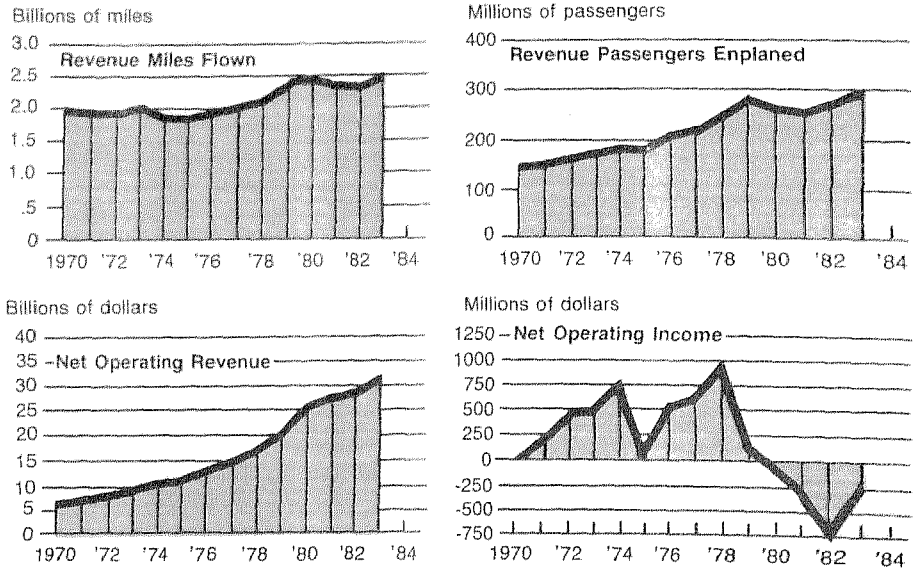 Billions of miles
3.0
Revenue Miles Flown
2.5
2.0
1.5
1.0
.5
0
1970 '72 '74 '76 '78 '80 '82 '84
Millions of passengers
400
Revenue Passengers Enplaned
300
200
100
0
1970 '72 '74 '76 '78 '80 '82 '84
Billions of dollars
40
35 Net Operating Revenue
30
25
20
15
10
5
0
1970 '72 '74 '76 '78 '80 '82 '84
Millions of dollars
1250 Net Operating Income
1000
750
500
250
0
-250
-500
-750
1970 '72 '74 '76 '78 '80 '82 '84